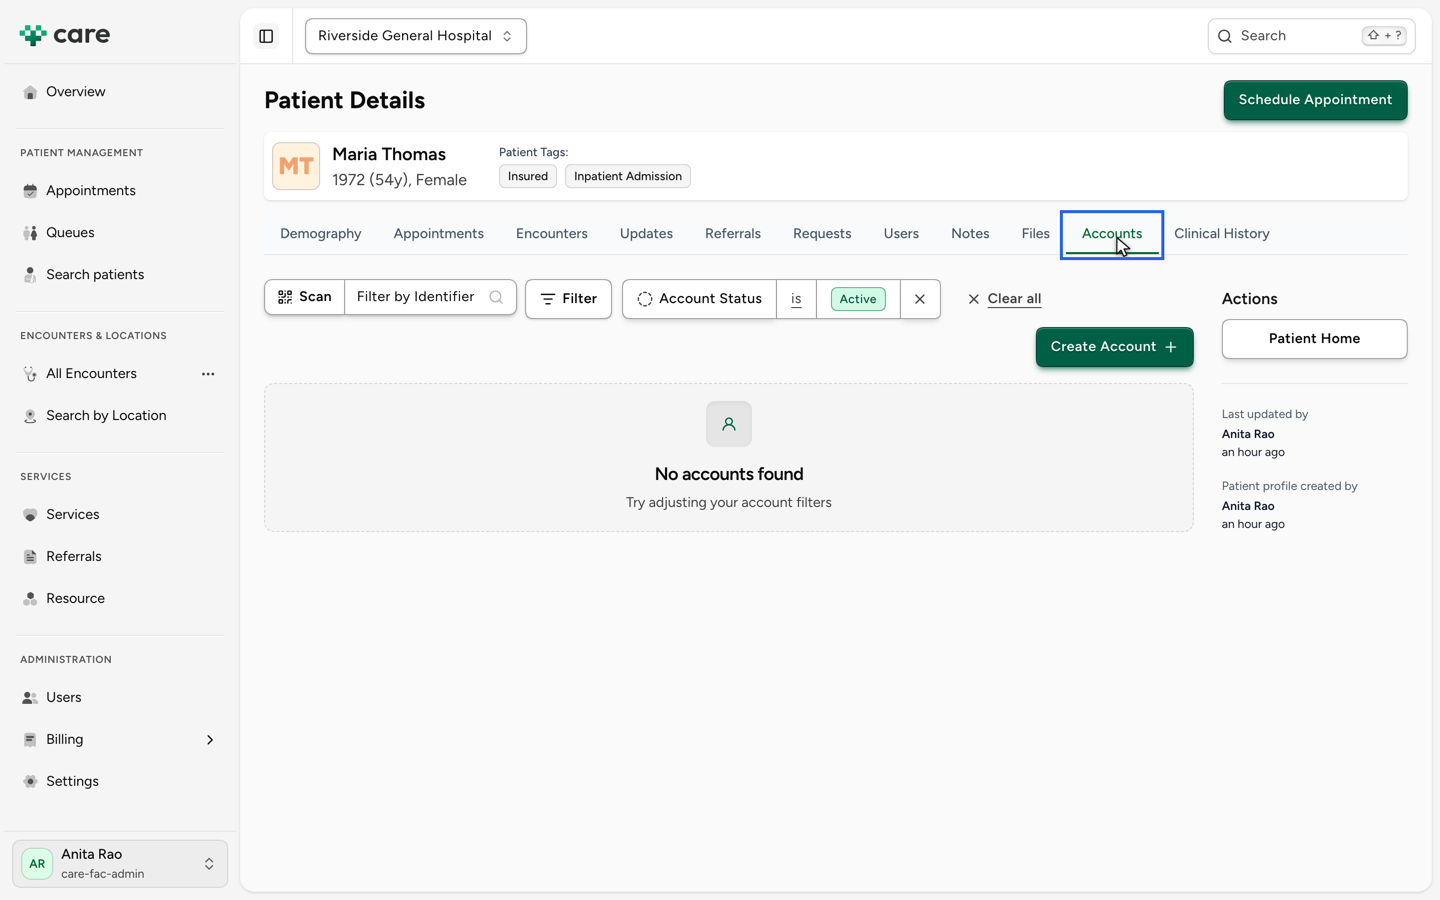 care
Riverside General Hospital
Search
+ ?
Overview
PATIENT MANAGEMENT
Appointments
Queues
Search patients
ENCOUNTERS & LOCATIONS
All Encounters
Search by Location
SERVICES
Services
Referrals
Resource
ADMINISTRATION
Users
Billing
Settings
AR
Anita Rao
care-fac-admin
Patient Details
Schedule Appointment
MT
Maria Thomas
1972 (54y), Female
Patient Tags:
Insured
Inpatient Admission
Demography
Appointments
Encounters
Updates
Referrals
Requests
Users
Notes
Files
Accounts
Clinical History
Scan
Filter by Identifier
Filter
Account Status
is
Active
Clear all
Create Account
No accounts found
Try adjusting your account filters
Actions
Patient Home
Last updated by
Anita Rao
an hour ago
Patient profile created by
Anita Rao
an hour ago